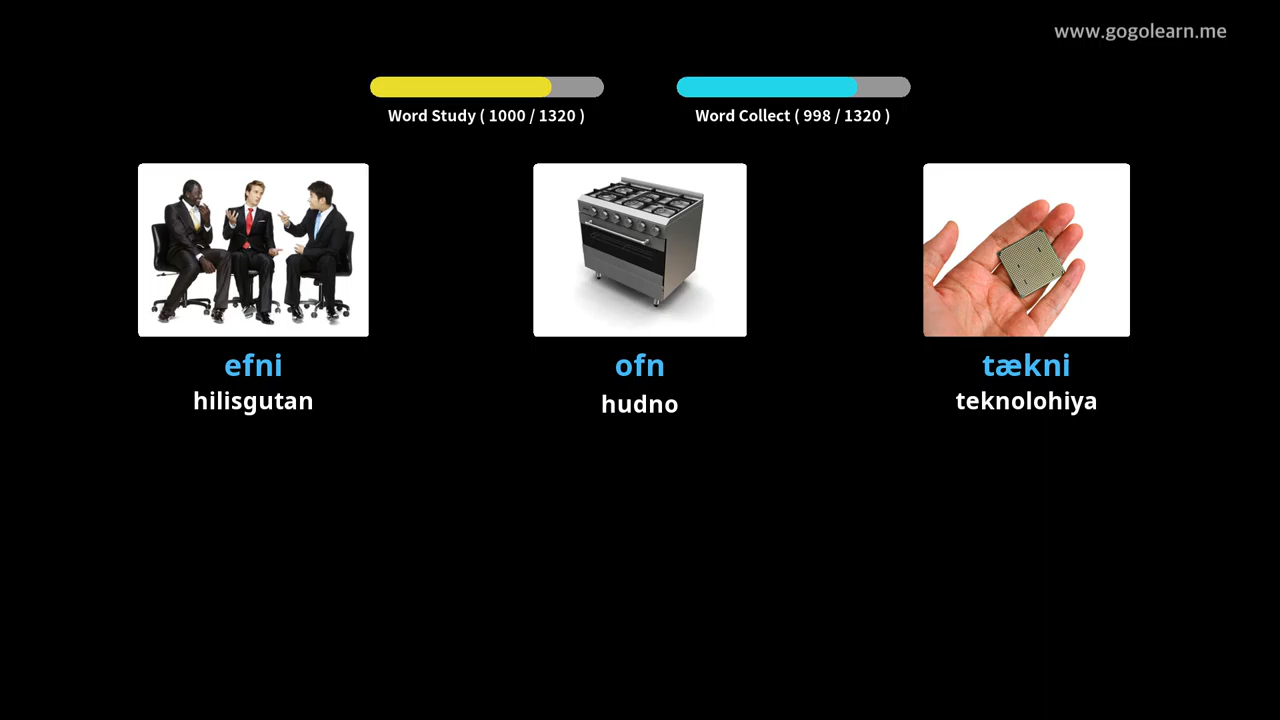 www.gogolearn.me
Word Study ( 1000 / 1320 )
Word Collect ( 998 / 1320 )
efni
hilisgutan
ofn
hudno
tækni
teknolohiya